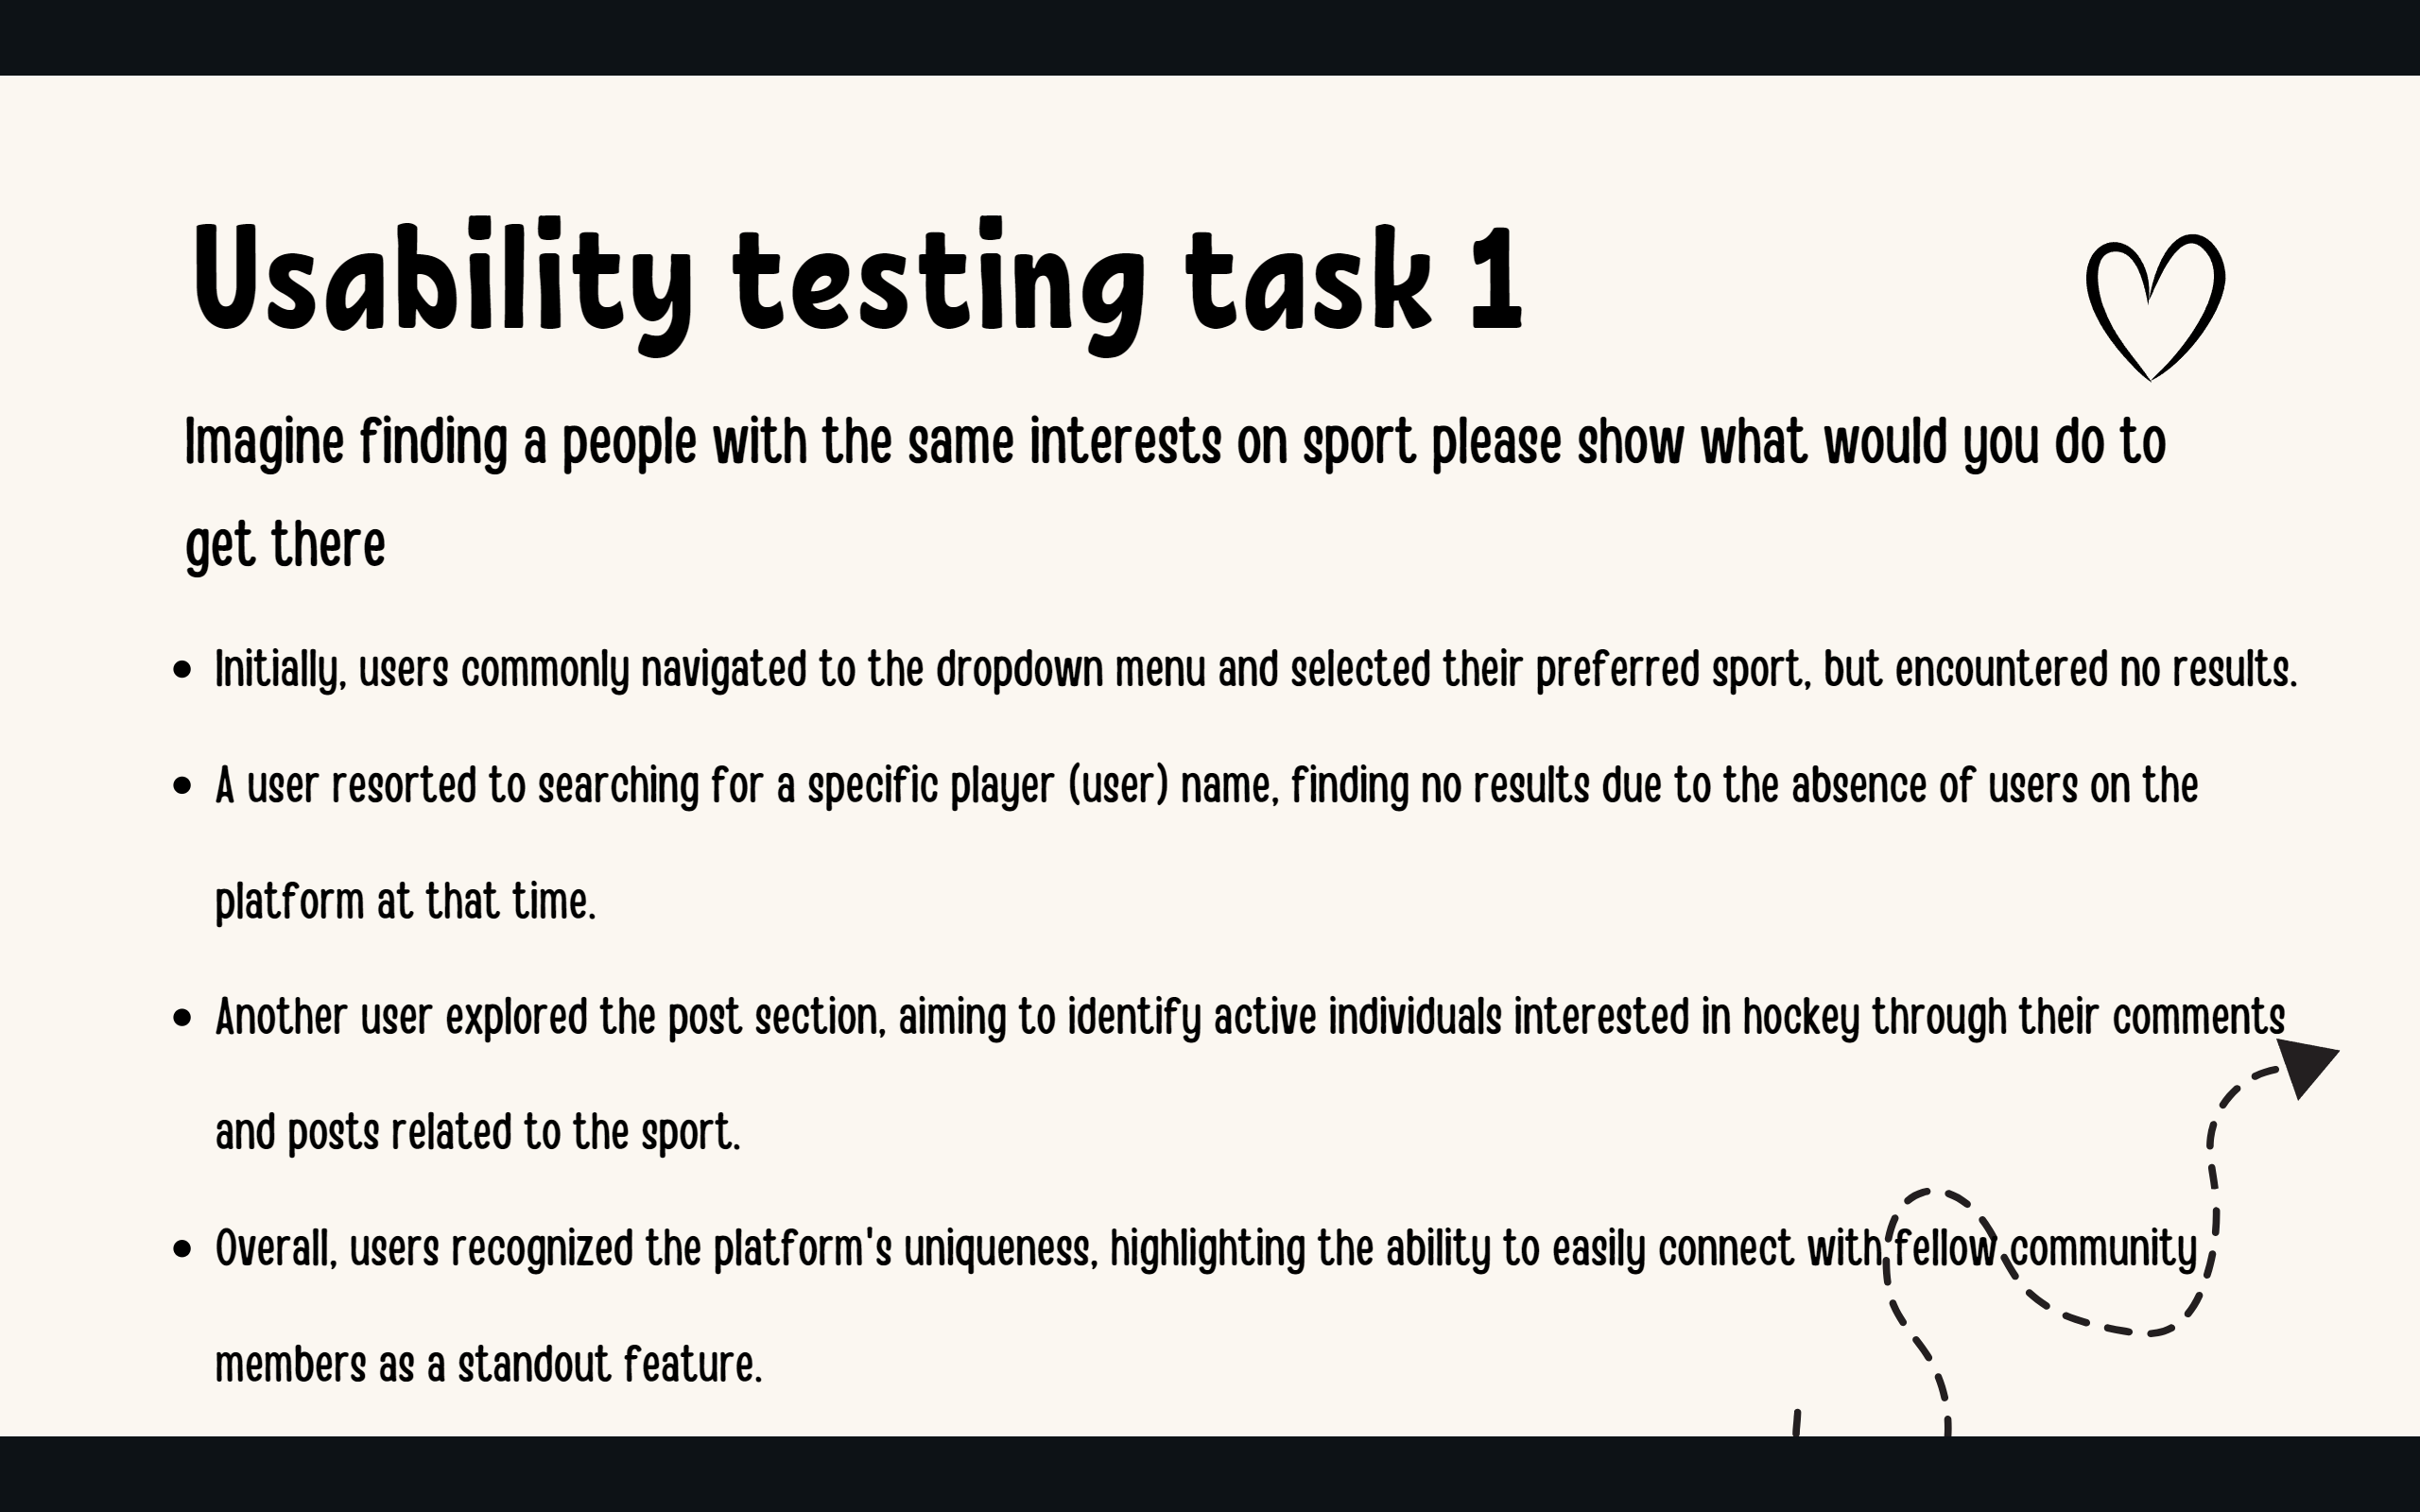 Usability testing task 1
Imagine finding a people with the same interests on sport please show what would you do to
get there
• Initially, users commonly navigated to the dropdown menu and selected their preferred sport, but encountered no results.
• A user resorted to searching for a specific player (user) name, finding no results due to the absence of users on the
platform at that time.
• Another user explored the post section, aiming to identify active individuals interested in hockey through their comments
and posts related to the sport.
• Overall, users recognized the platform's uniqueness, highlighting the ability to easily connect with fellow community
members as a standout feature.